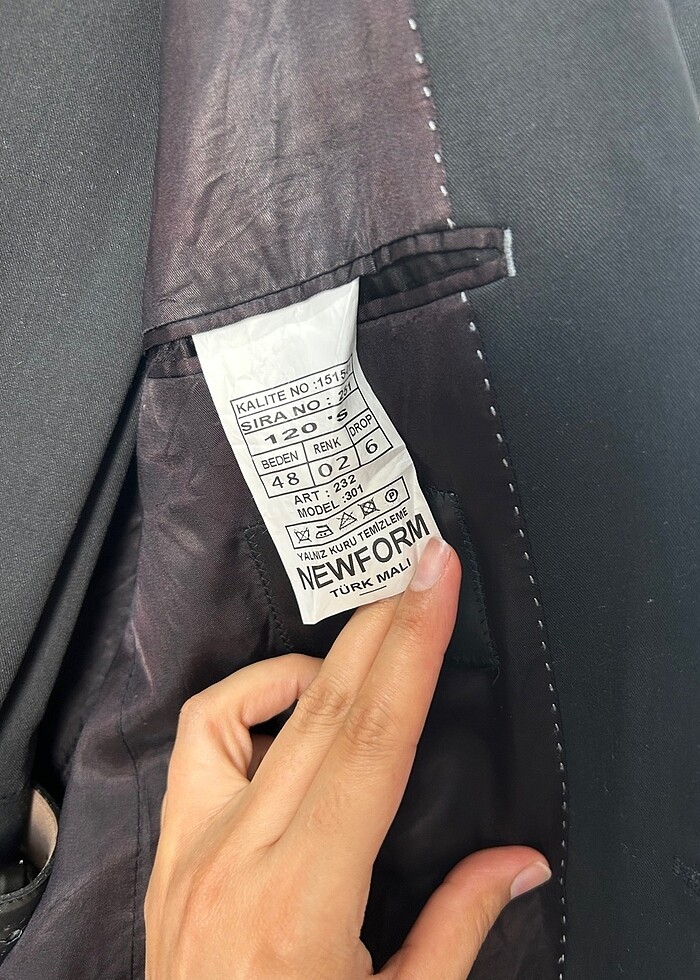 KALITE NO :1515
SIRA NO : 251
120 'S
BEDEN RENK DROP
48 02 6
ART : 232
MODEL :301
P
YALNIZ KURU TEMİZLEME
NEWFORM
TÜRK MALI